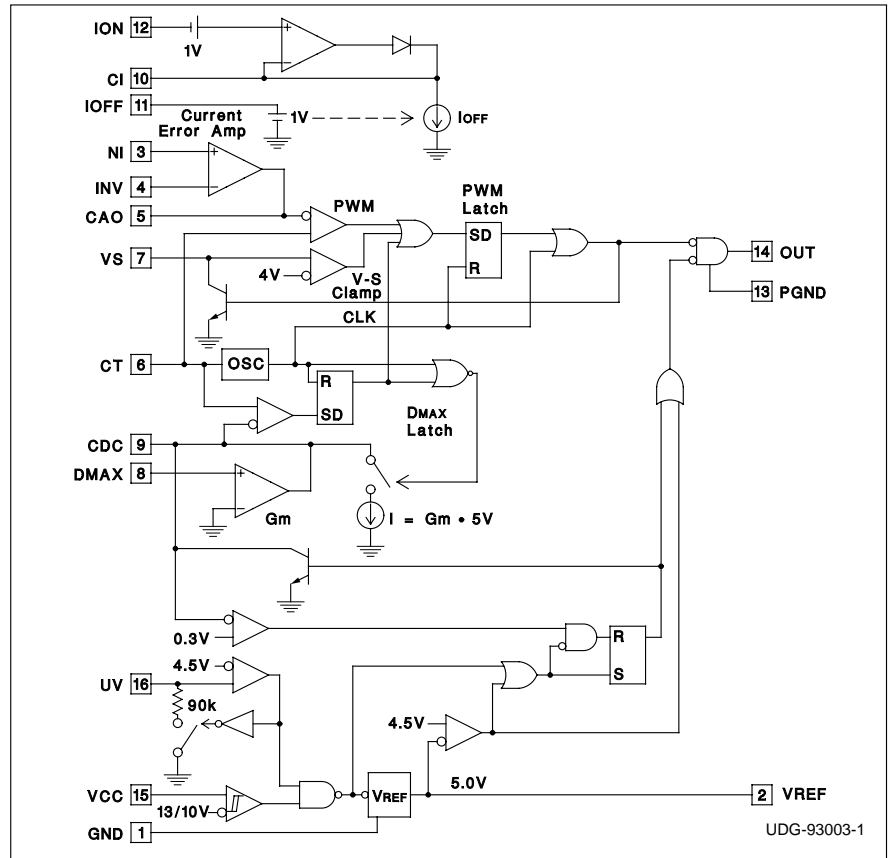 ION 12
1V
CI 10
IOFF 11
1V
IOFF
Current
Error Amp
NI 3
INV 4
CAO 5
PWM
PWM
Latch
SD
R
14 OUT
VS 7
4V
V-S
Clamp
13 PGND
CLK
CT 6
OSC
R
SD
DMAX
Latch
CDC 9
DMAX 8
Gm
I = Gm • 5V
0.3V
R
S
4.5V
UV 16
90k
4.5V
VCC 15
13/10V
VREF
5.0V
2 VREF
GND 1
UDG-93003-1
+
−
+
−
+
−